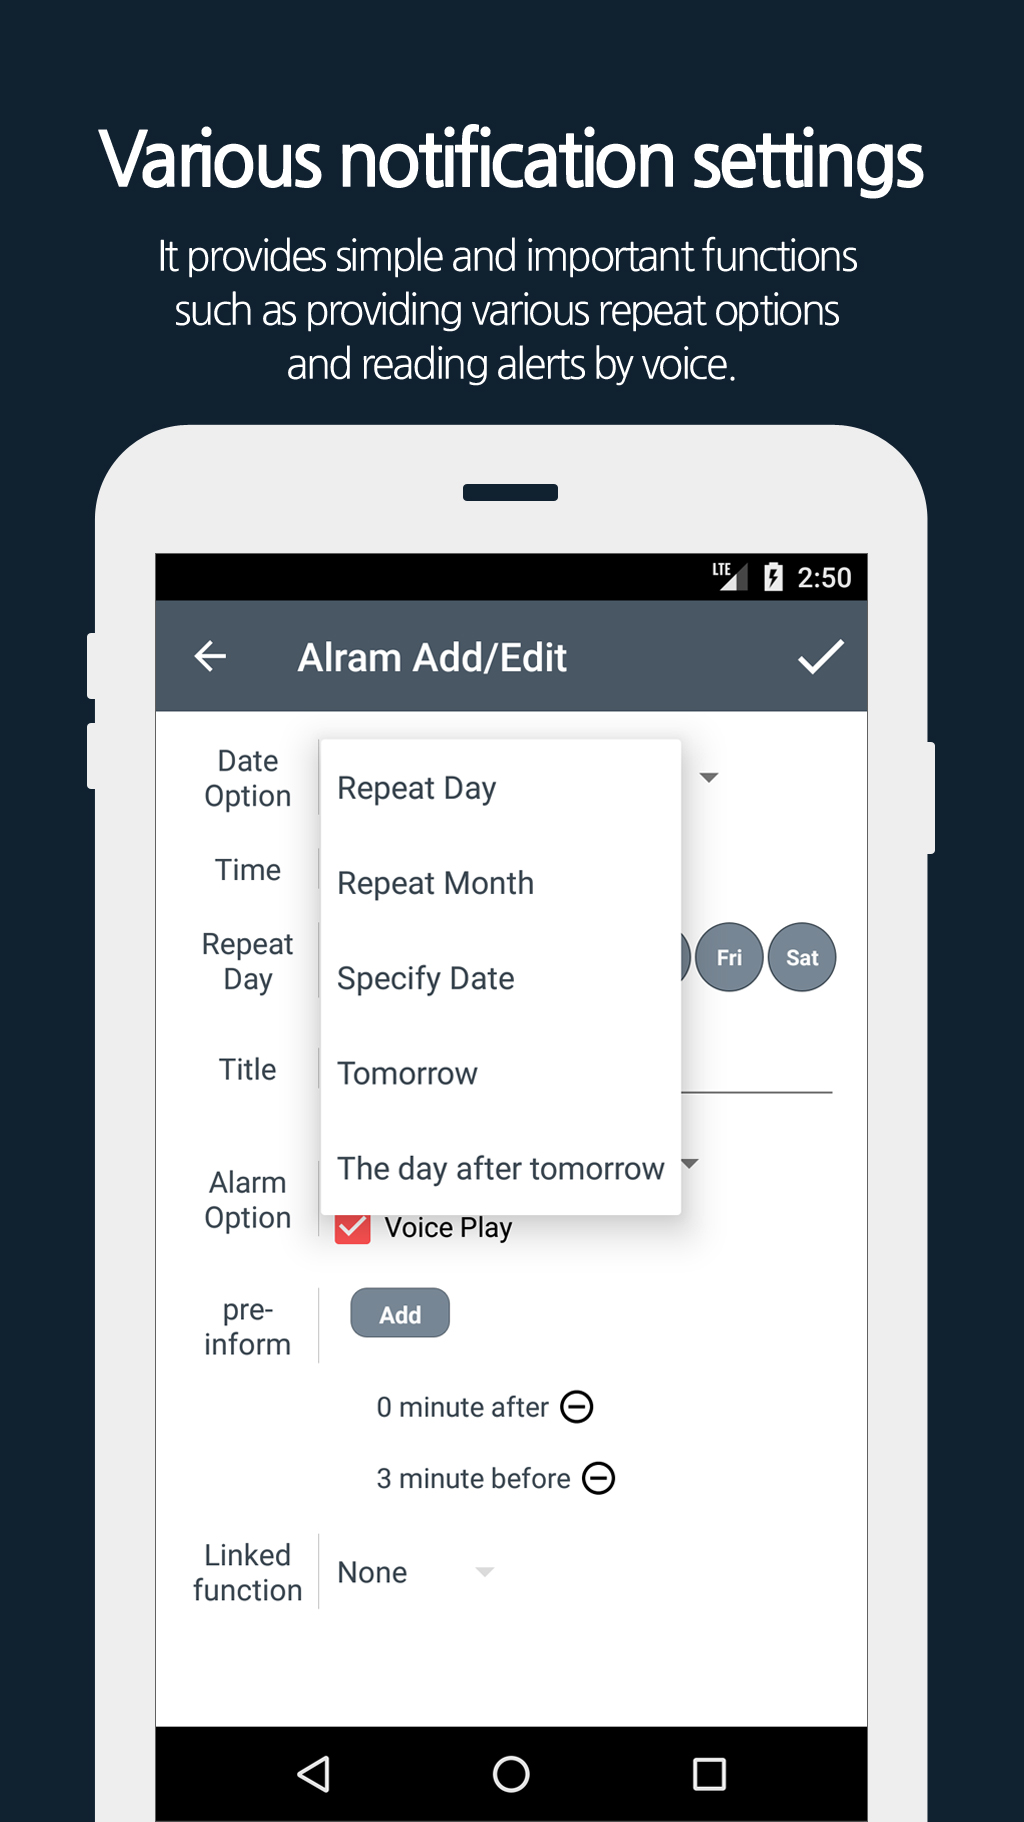 Various notification settings
It provides simple and important functions
such as providing various repeat options
and reading alerts by voice.
LTE 2:50
Alram Add/Edit
Date
Option
Repeat Day
Time
Repeat Month
Repeat
Day
Specify Date
Fri
Sat
Title
Tomorrow
Alarm
Option
The day after tomorrow
Voice Play
pre-
inform
Add
0 minute after
3 minute before
Linked
function
None